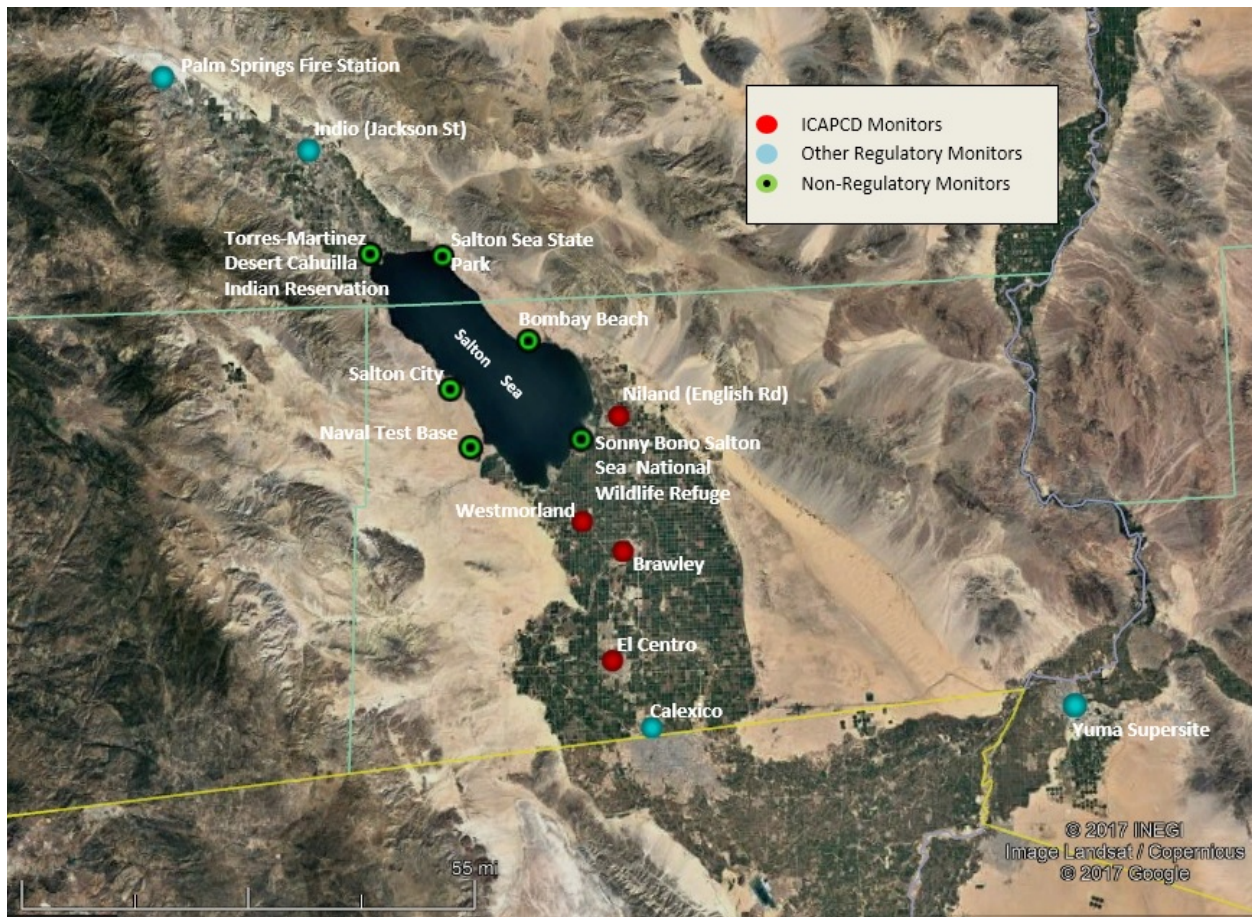 Palm Springs Fire Station
Indio (Jackson St)
ICAPCD Monitors
Other Regulatory Monitors
Non-Regulatory Monitors
Torres-Martinez
Desert Cahuilla
Indian Reservation
Salton Sea State
Park
Bombay Beach
Salton Sea
Salton City
Niland (English Rd)
Naval Test Base
Sonny Bono Salton
Sea National
Wildlife Refuge
Westmorland
Brawley
El Centro
Calexico
Yuma Supersite
55 mi
© 2017 INEGI
Image Landsat / Copernicus
© 2017 Google